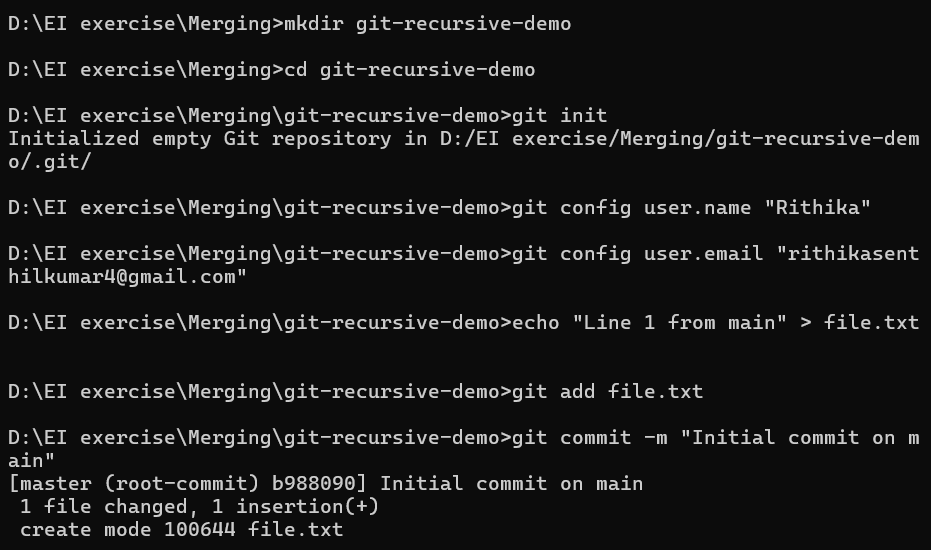 D:\EI exercise\Merging>mkdir git-recursive-demo
D:\EI exercise\Merging>cd git-recursive-demo
D:\EI exercise\Merging\git-recursive-demo>git init
Initialized empty Git repository in D:/EI exercise/Merging/git-recursive-dem
o/.git/
D:\EI exercise\Merging\git-recursive-demo>git config user.name "Rithika"
D:\EI exercise\Merging\git-recursive-demo>git config user.email "rithikasent
hilkumar4@gmail.com"
D:\EI exercise\Merging\git-recursive-demo>echo "Line 1 from main" > file.txt
D:\EI exercise\Merging\git-recursive-demo>git add file.txt
D:\EI exercise\Merging\git-recursive-demo>git commit -m "Initial commit on m
ain"
[master (root-commit) b988090] Initial commit on main
 1 file changed, 1 insertion(+)
 create mode 100644 file.txt